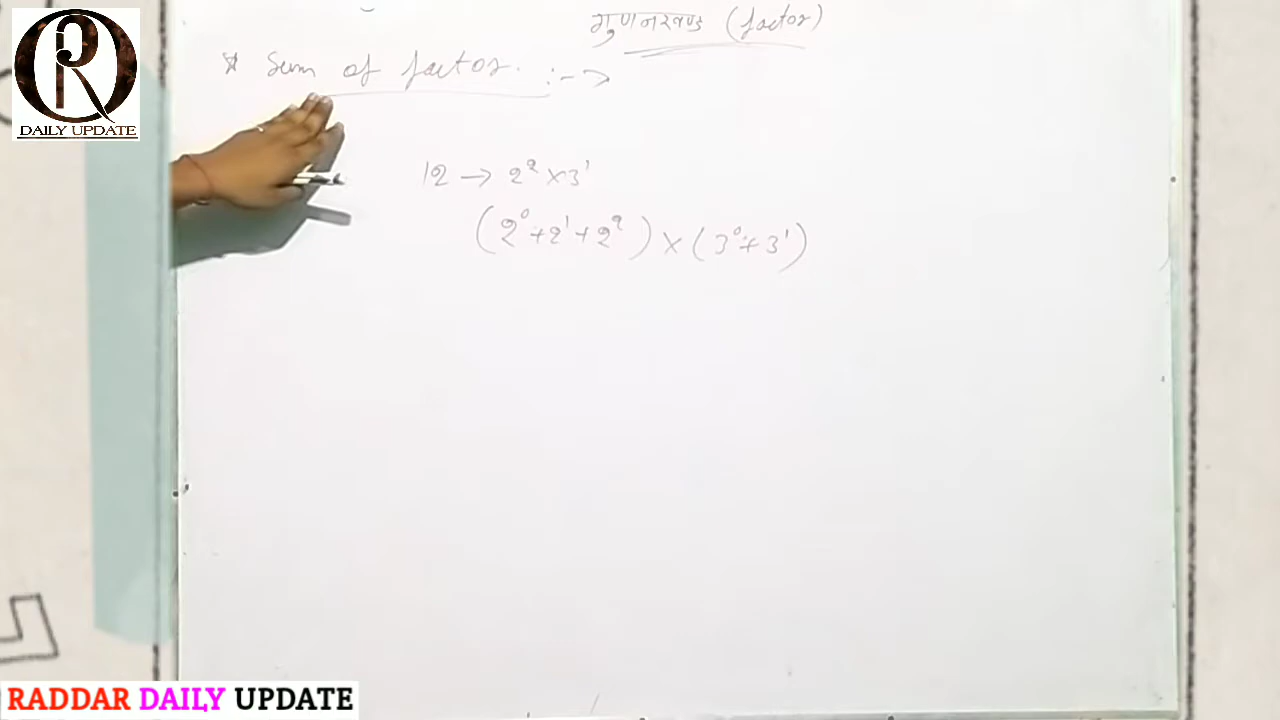 गुणनखण्ड (factor)
* Sum of factor. :-->
12 → 2² × 3¹
(2⁰ + 2¹ + 2²) × (3⁰ + 3¹)
R
DAILY UPDATE
RADDAR DAILY UPDATE